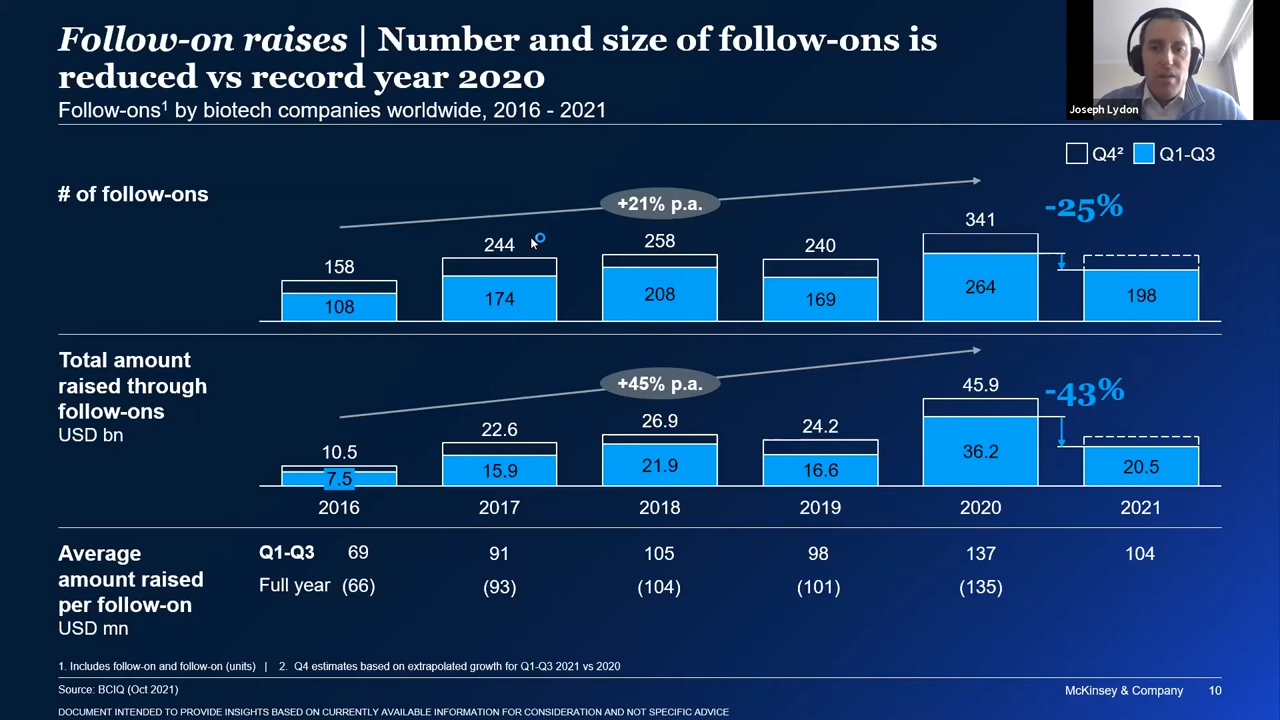 Follow-on raises | Number and size of follow-ons is
reduced vs record year 2020
Follow-ons¹ by biotech companies worldwide, 2016 - 2021
Joseph Lydon
Q4² Q1-Q3
# of follow-ons
+21% p.a.
-25%
158 244 258 240 341
108 174 208 169 264 198
Total amount
raised through
follow-ons
USD bn
+45% p.a.
-43%
10.5 22.6 26.9 24.2 45.9
7.5 15.9 21.9 16.6 36.2 20.5
2016 2017 2018 2019 2020 2021
Average
amount raised
per follow-on
USD mn
Q1-Q3 69 91 105 98 137 104
Full year (66) (93) (104) (101) (135)
1. Includes follow-on and follow-on (units) | 2. Q4 estimates based on extrapolated growth for Q1-Q3 2021 vs 2020
Source: BCIQ (Oct 2021)
McKinsey & Company 10
DOCUMENT INTENDED TO PROVIDE INSIGHTS BASED ON CURRENTLY AVAILABLE INFORMATION FOR CONSIDERATION AND NOT SPECIFIC ADVICE